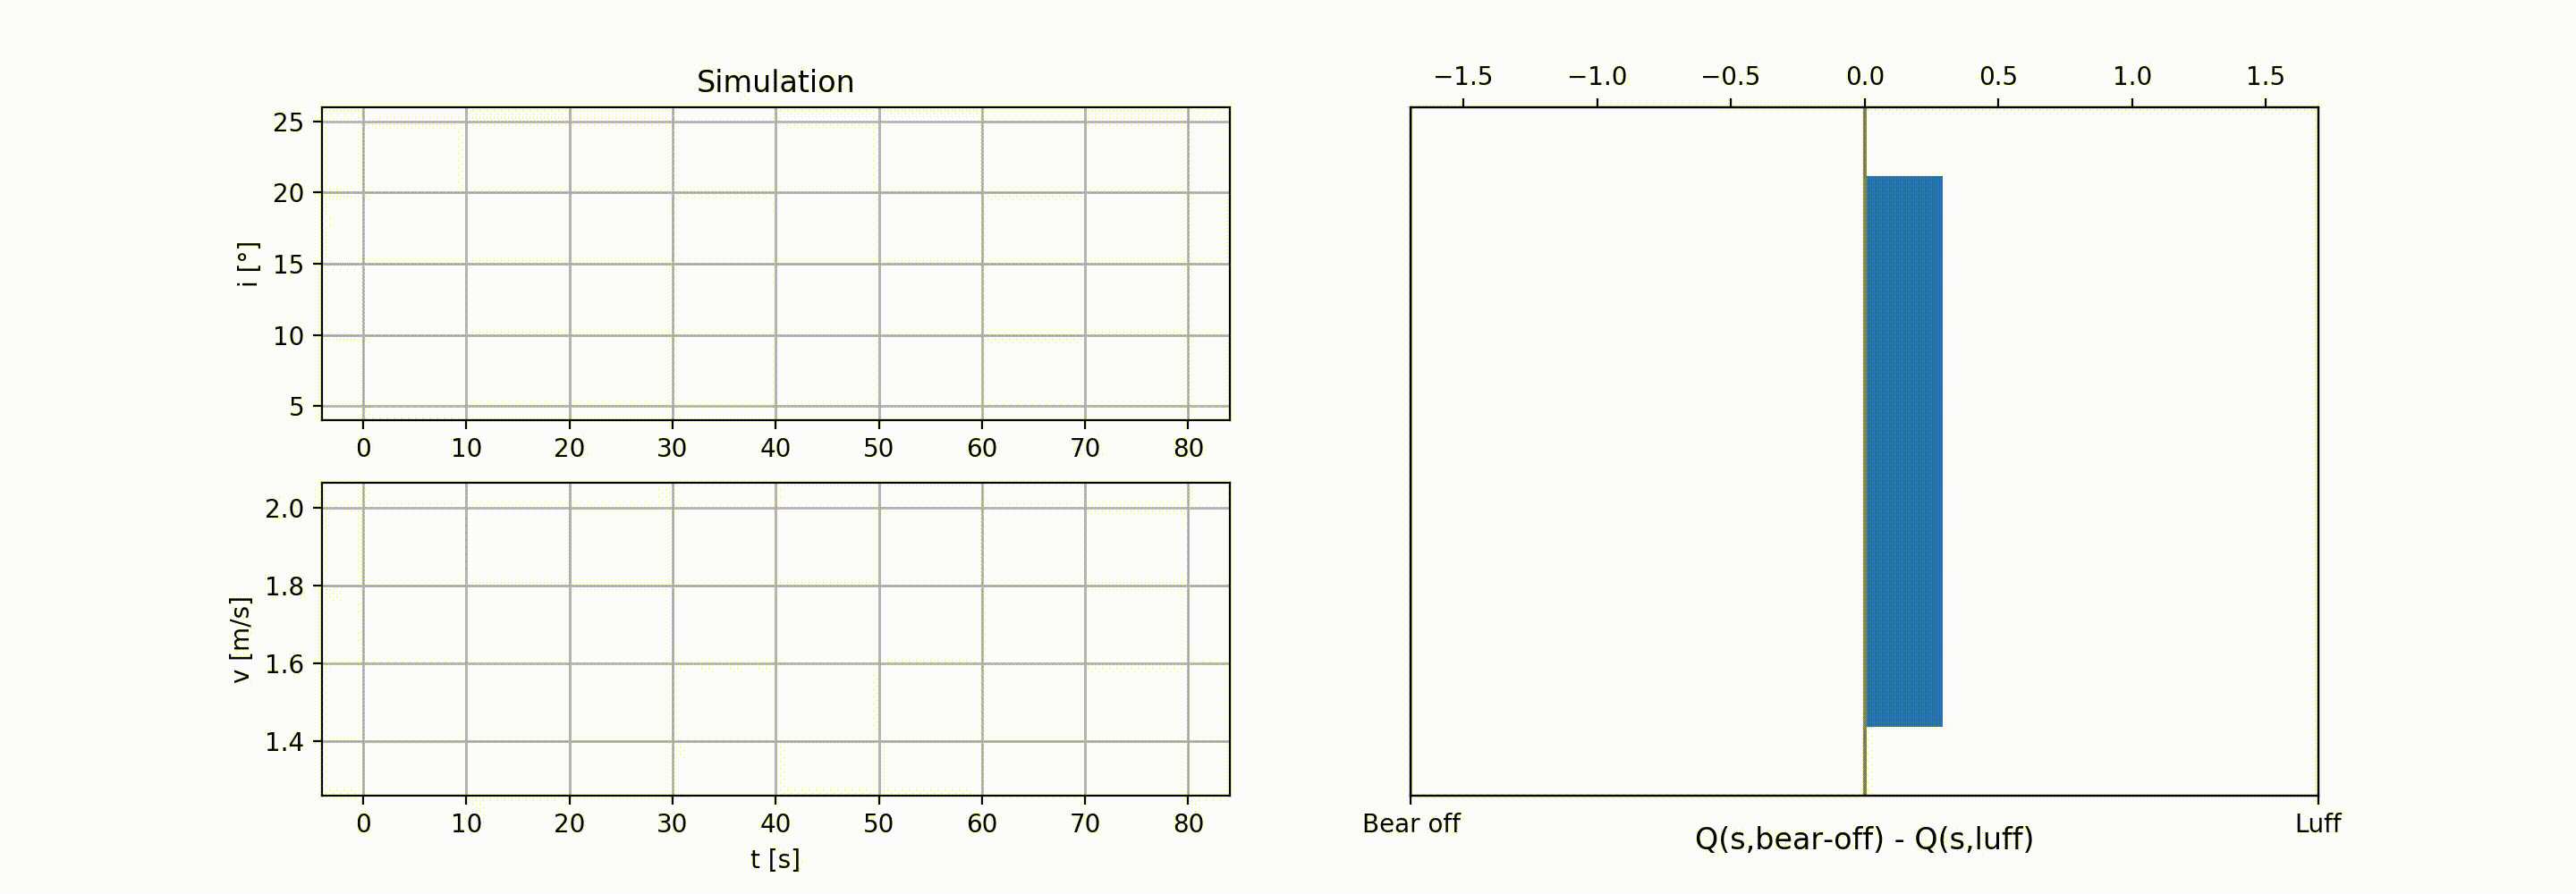 Simulation
25
20
15
10
5
i [°]
0 10 20 30 40 50 60 70 80
2.0
1.8
1.6
1.4
v [m/s]
0 10 20 30 40 50 60 70 80
t [s]
−1.5 −1.0 −0.5 0.0 0.5 1.0 1.5
Bear off Luff
Q(s,bear-off) - Q(s,luff)